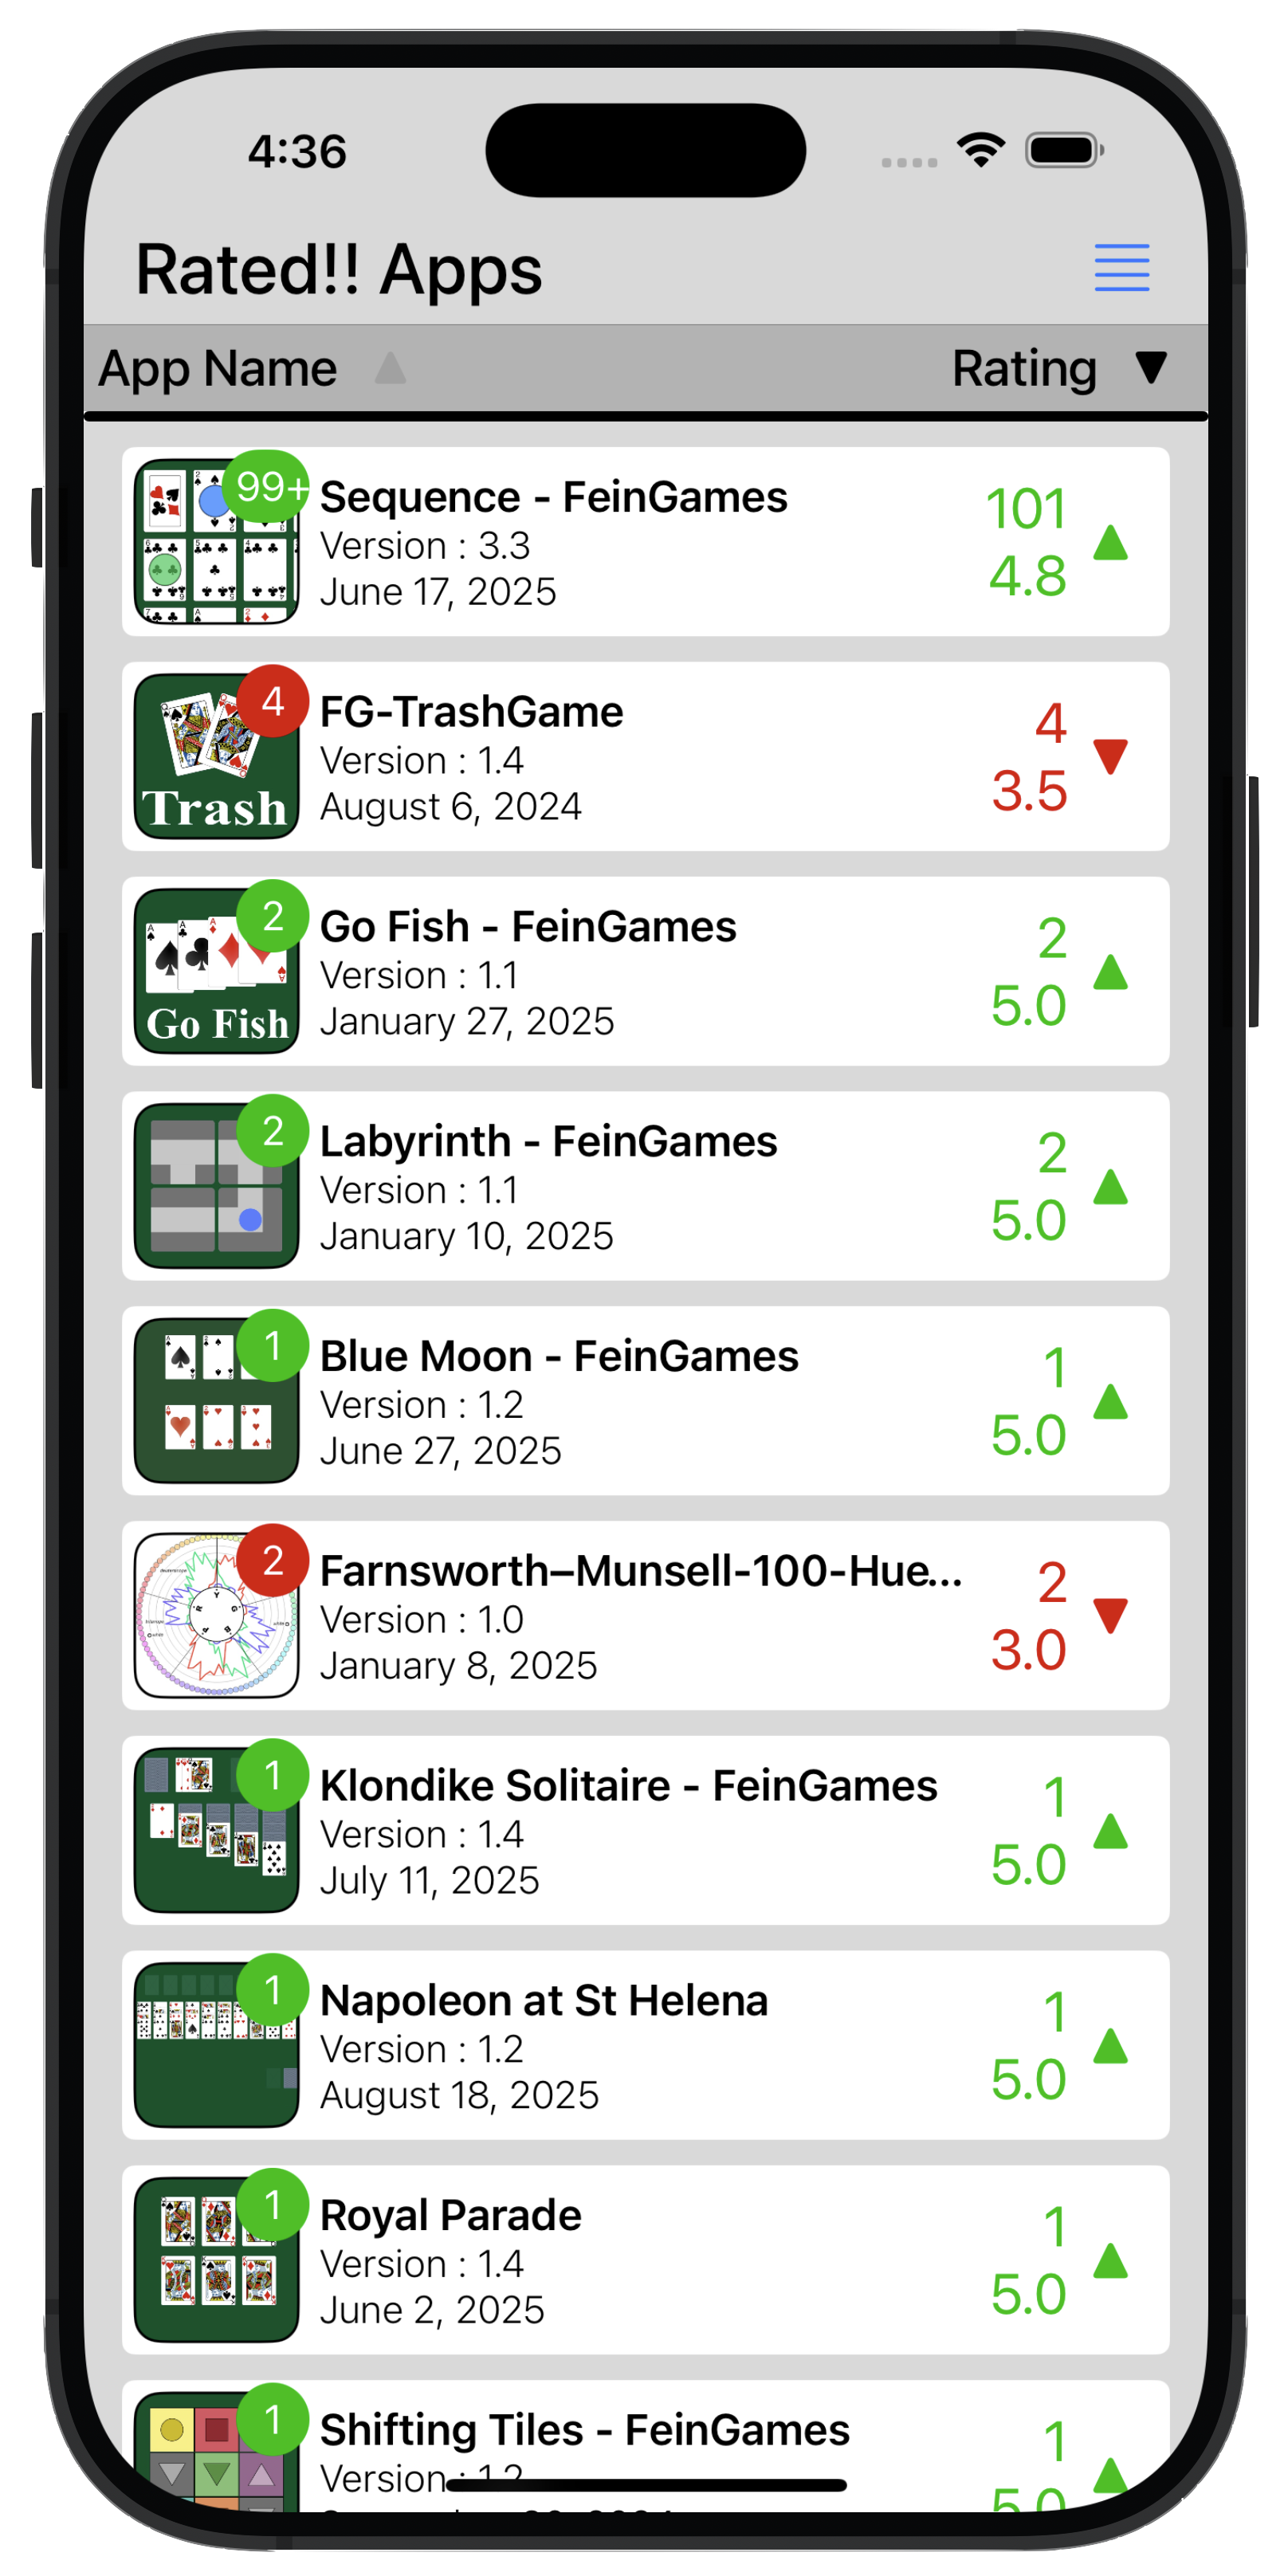 4:36
Rated!! Apps
App Name
Rating
99+
Sequence - FeinGames
Version : 3.3
June 17, 2025
101
4.8
4
Trash
FG-TrashGame
Version : 1.4
August 6, 2024
4
3.5
2
Go Fish
Go Fish - FeinGames
Version : 1.1
January 27, 2025
2
5.0
2
Labyrinth - FeinGames
Version : 1.1
January 10, 2025
2
5.0
1
Blue Moon - FeinGames
Version : 1.2
June 27, 2025
1
5.0
2
Farnsworth–Munsell-100-Hue...
Version : 1.0
January 8, 2025
2
3.0
1
Klondike Solitaire - FeinGames
Version : 1.4
July 11, 2025
1
5.0
1
Napoleon at St Helena
Version : 1.2
August 18, 2025
1
5.0
1
Royal Parade
Version : 1.4
June 2, 2025
1
5.0
1
Shifting Tiles - FeinGames
Version : 1.2
1
5.0